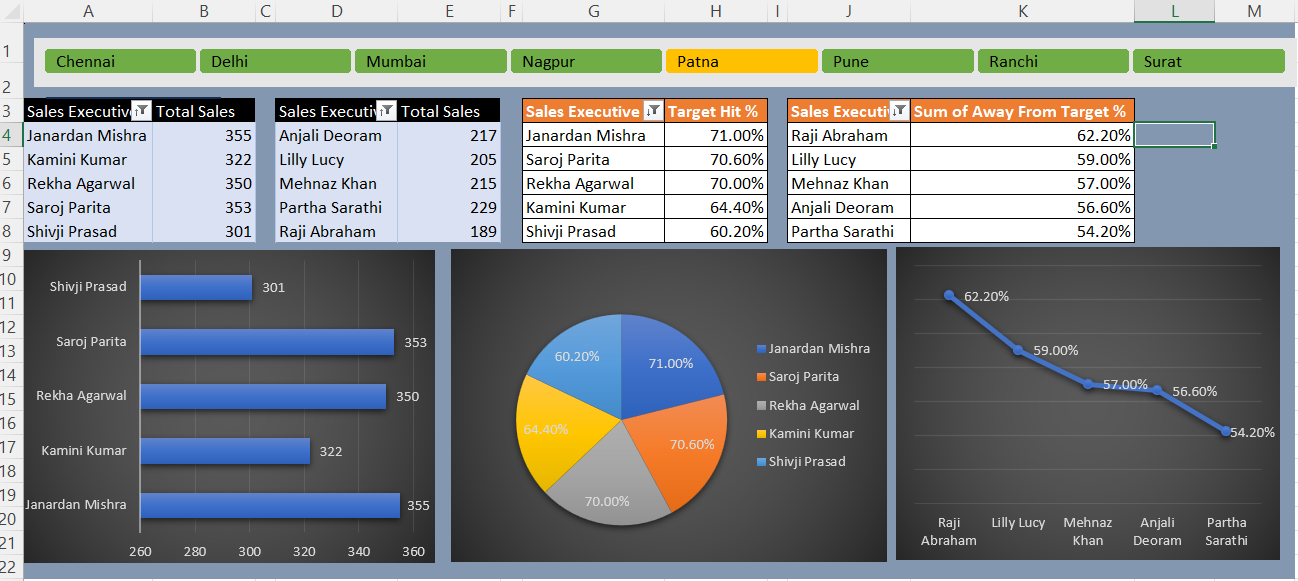 A B C D E F G H I J K L M
1
Chennai Delhi Mumbai Nagpur Patna Pune Ranchi Surat
2
3 Sales Executive Total Sales Sales Executiv Total Sales Sales Executive Target Hit % Sales Executi Sum of Away From Target %
4 Janardan Mishra 355 Anjali Deoram 217 Janardan Mishra 71.00% Raji Abraham 62.20%
5 Kamini Kumar 322 Lilly Lucy 205 Saroj Parita 70.60% Lilly Lucy 59.00%
6 Rekha Agarwal 350 Mehnaz Khan 215 Rekha Agarwal 70.00% Mehnaz Khan 57.00%
7 Saroj Parita 353 Partha Sarathi 229 Kamini Kumar 64.40% Anjali Deoram 56.60%
8 Shivji Prasad 301 Raji Abraham 189 Shivji Prasad 60.20% Partha Sarathi 54.20%
9
10
11
12
13
14
15
16
17
18
19
20
21
22
Shivji Prasad 301
Saroj Parita 353
Rekha Agarwal 350
Kamini Kumar 322
Janardan Mishra 355
260 280 300 320 340 360
60.20% 71.00%
64.40% 70.60%
70.00%
Janardan Mishra
Saroj Parita
Rekha Agarwal
Kamini Kumar
Shivji Prasad
62.20%
59.00%
57.00%
56.60%
54.20%
Raji Lilly Lucy Mehnaz Anjali Partha
Abraham Khan Deoram Sarathi